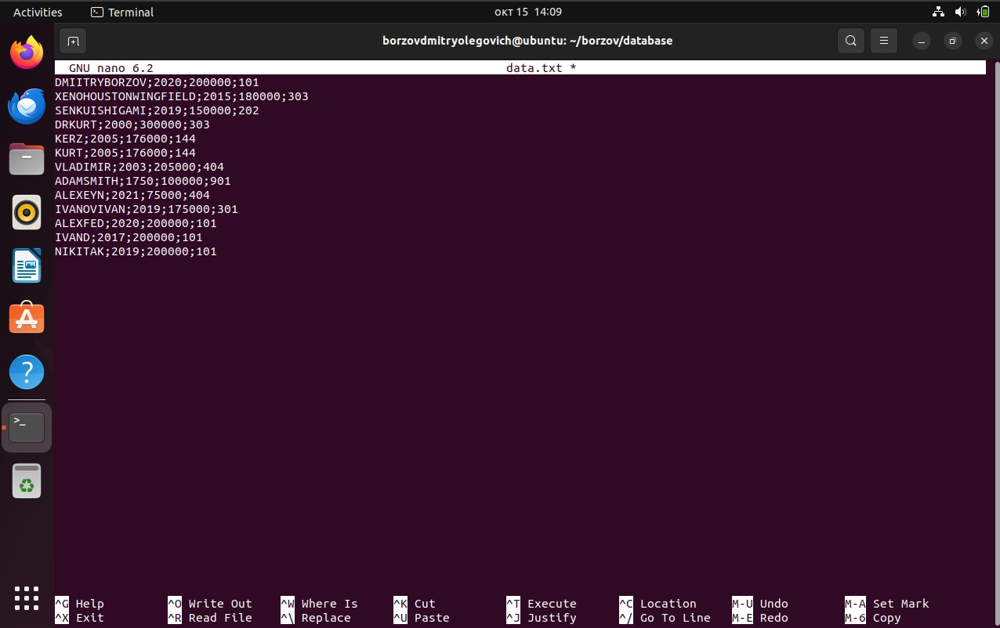 Activities Terminal окт 15 14:09
borzovdmitryolegovich@ubuntu: ~/borzov/database
GNU nano 6.2 data.txt *
DMIITRYBORZOV;2020;200000;101
XENOHOUSTONWINGFIELD;2015;180000;303
SENKUISHIGAMI;2019;150000;202
DRKURT;2000;300000;303
KERZ;2005;176000;144
KURT;2005;176000;144
VLADIMIR;2003;205000;404
ADAMSMITH;1750;100000;901
ALEXEYN;2021;75000;404
IVANOVIVAN;2019;175000;301
ALEXFED;2020;200000;101
IVAND;2017;200000;101
NIKITAK;2019;200000;101
^G Help ^O Write Out ^W Where Is ^K Cut ^T Execute ^C Location M-U Undo M-A Set Mark
^X Exit ^R Read File ^\ Replace ^U Paste ^J Justify ^/ Go To Line M-E Redo M-6 Copy